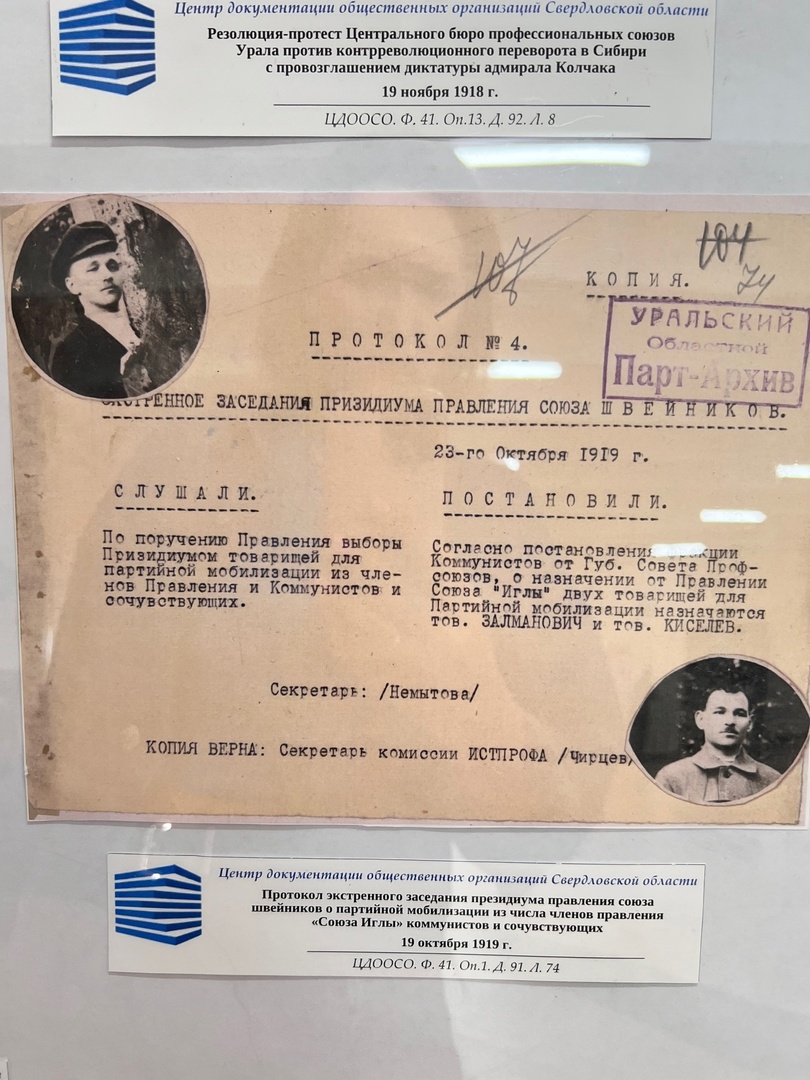 Центр документации общественных организаций Свердловской области
Резолюция-протест Центрального бюро профессиональных союзов
Урала против контрреволюционного переворота в Сибири
с провозглашением диктатуры адмирала Колчака
19 ноября 1918 г.
ЦДООСО. Ф. 41. Оп.13. Д. 92. Л. 8
104
74
КОПИЯ.
УРАЛЬСКИЙ
Областной
Парт-Архив
ПРОТОКОЛ № 4.
ЗАСЕДАНИЯ ПРИЗИДИУМА ПРАВЛЕНИЯ СОЮЗА ШВЕЙНИКОВ.
23-го Октября 1919 г.
СЛУШАЛИ.
По поручению Правления выборы
Призидиумом товарищей для
партийной мобилизации из чле-
нов Правления и Коммунистов и
сочувствующих.
ПОСТАНОВИЛИ.
Согласно постановления
Коммунистов от Губ. Совета Проф-
союзов, о назначении от Правлении
Союза "Иглы" двух товарищей для
Партийной мобилизации назначаются
тов. ЗАЛМАНОВИЧ и тов. КИСЕЛЕВ.
Секретарь: /Немытова/
КОПИЯ ВЕРНА: Секретарь комиссии ИСТПРОФА /Чирцев/
Центр документации общественных организаций Свердловской области
Протокол экстренного заседания президиума правления союза
швейников о партийной мобилизации из числа членов правления
«Союза Иглы» коммунистов и сочувствующих
19 октября 1919 г.
ЦДООСО. Ф. 41. Оп.1. Д. 91. Л. 74